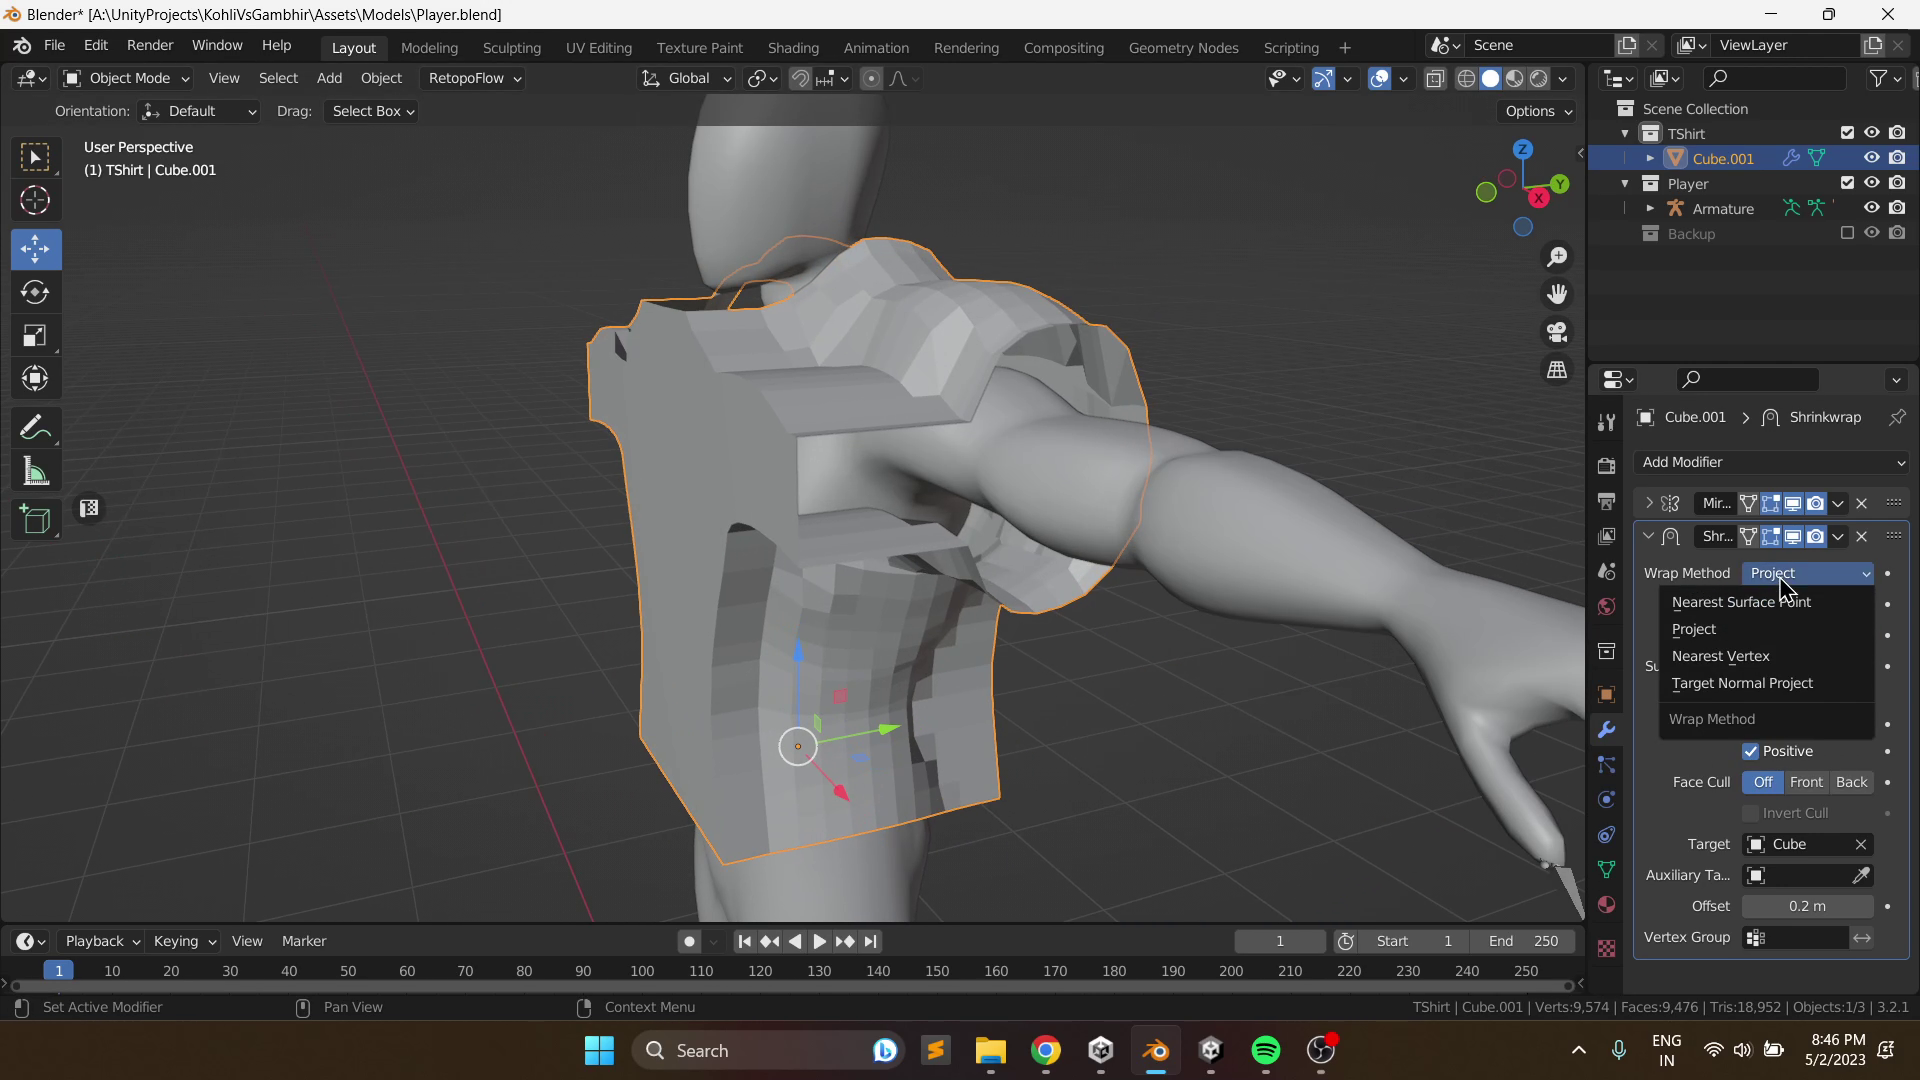 Blender* [A:\UnityProjects\KohliVsGambhir\Assets\Models\Player.blend]
File Edit Render Window Help Layout Modeling Sculpting UV Editing Texture Paint Shading Animation Rendering Compositing Geometry Nodes Scripting + Scene ViewLayer
Object Mode View Select Add Object RetopoFlow Global
Orientation: Default Drag: Select Box Options
User Perspective
(1) TShirt | Cube.001
Z
Y
X
Scene Collection
TShirt
Cube.001
Player
Armature
Backup
Cube.001 > Shrinkwrap
Add Modifier
Mir...
Shr...
Wrap Method Project
Nearest Surface Point
Project
Nearest Vertex
Su
Target Normal Project
Wrap Method
Positive
Face Cull Off Front Back
Invert Cull
Target Cube
Auxiliary Ta...
Offset 0.2 m
Vertex Group
Playback Keying View Marker 1 Start 1 End 250
1 10 20 30 40 50 60 70 80 90 100 110 120 130 140 150 160 170 180 190 200 210 220 230 240 250
Set Active Modifier Pan View Context Menu TShirt | Cube.001 | Verts:9,574 | Faces:9,476 | Tris:18,952 | Objects:1/3 | 3.2.1
Search
ENG
IN
8:46 PM
5/2/2023